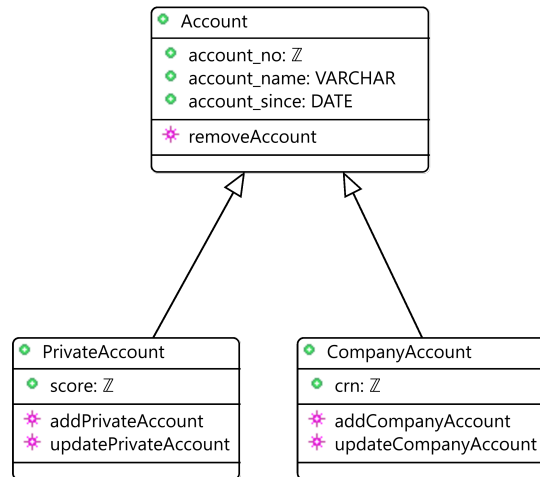 Account
account_no: ℤ
account_name: VARCHAR
account_since: DATE
removeAccount
PrivateAccount
score: ℤ
addPrivateAccount
updatePrivateAccount
CompanyAccount
crn: ℤ
addCompanyAccount
updateCompanyAccount